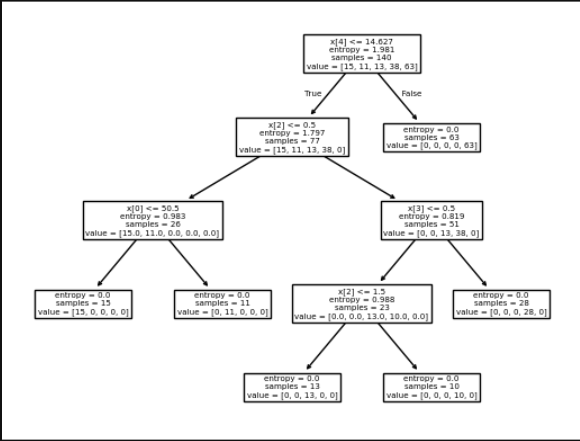 x[4] <= 14.627
entropy = 1.981
samples = 140
value = [15, 11, 13, 38, 63]
True
False
x[2] <= 0.5
entropy = 1.797
samples = 77
value = [15, 11, 13, 38, 0]
entropy = 0.0
samples = 63
value = [0, 0, 0, 0, 63]
x[0] <= 50.5
entropy = 0.983
samples = 26
value = [15.0, 11.0, 0.0, 0.0, 0.0]
x[3] <= 0.5
entropy = 0.819
samples = 51
value = [0, 0, 13, 38, 0]
entropy = 0.0
samples = 15
value = [15, 0, 0, 0, 0]
entropy = 0.0
samples = 11
value = [0, 11, 0, 0, 0]
x[2] <= 1.5
entropy = 0.988
samples = 23
value = [0.0, 0.0, 13.0, 10.0, 0.0]
entropy = 0.0
samples = 28
value = [0, 0, 0, 28, 0]
entropy = 0.0
samples = 13
value = [0, 0, 13, 0, 0]
entropy = 0.0
samples = 10
value = [0, 0, 0, 10, 0]